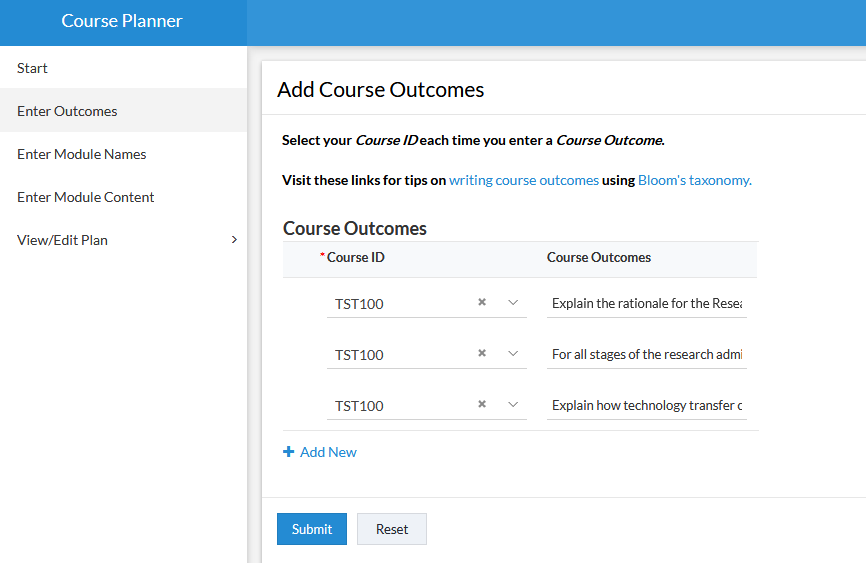 Course Planner
Start
Enter Outcomes
Enter Module Names
Enter Module Content
View/Edit Plan
Add Course Outcomes
Select your Course ID each time you enter a Course Outcome.
Visit these links for tips on writing course outcomes using Bloom's taxonomy.
Course Outcomes
*Course ID Course Outcomes
TST100 Explain the rationale for the
TST100 For all stages of the research
TST100 Explain how technology transfer
Add New
Submit Reset